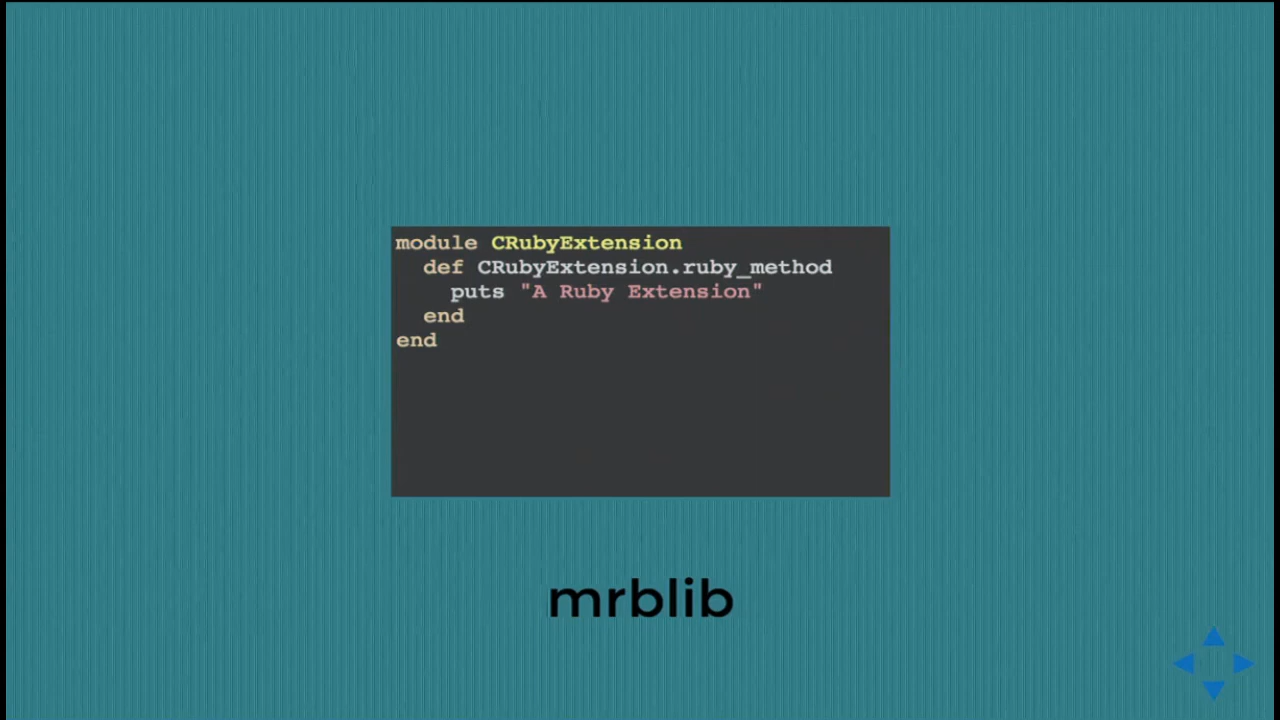 module CRubyExtension
  def CRubyExtension.ruby_method
    puts "A Ruby Extension"
  end
end
mrblib